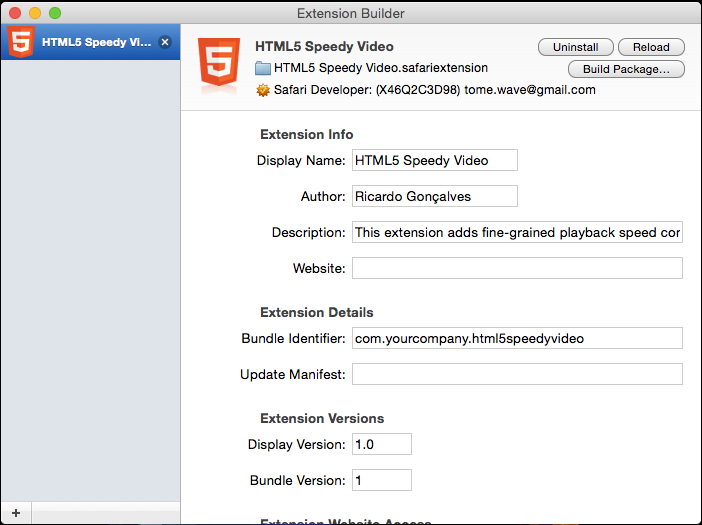 Extension Builder
HTML5 Speedy Vi...
HTML5 Speedy Video
Uninstall
Reload
HTML5 Speedy Video.safariextension
Build Package...
Safari Developer: (X46Q2C3D98) tome.wave@gmail.com
Extension Info
Display Name: HTML5 Speedy Video
Author: Ricardo Gonçalves
Description: This extension adds fine-grained playback speed cor
Website:
Extension Details
Bundle Identifier: com.yourcompany.html5speedyvideo
Update Manifest:
Extension Versions
Display Version: 1.0
Bundle Version: 1
Extension Website Access
+